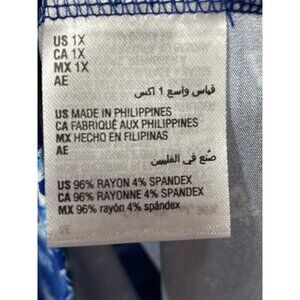 US 1X
CA 1X
MX 1X
AE
قياس واسع 1 اكس
US MADE IN PHILIPPINES
CA FABRIQUÉ AUX PHILIPPINES
MX HECHO EN FILIPINAS
AE
صُنع في الفلبين
US 96% RAYON 4% SPANDEX
CA 96% RAYONNE 4% SPANDEX
MX 96% rayón 4% spándex